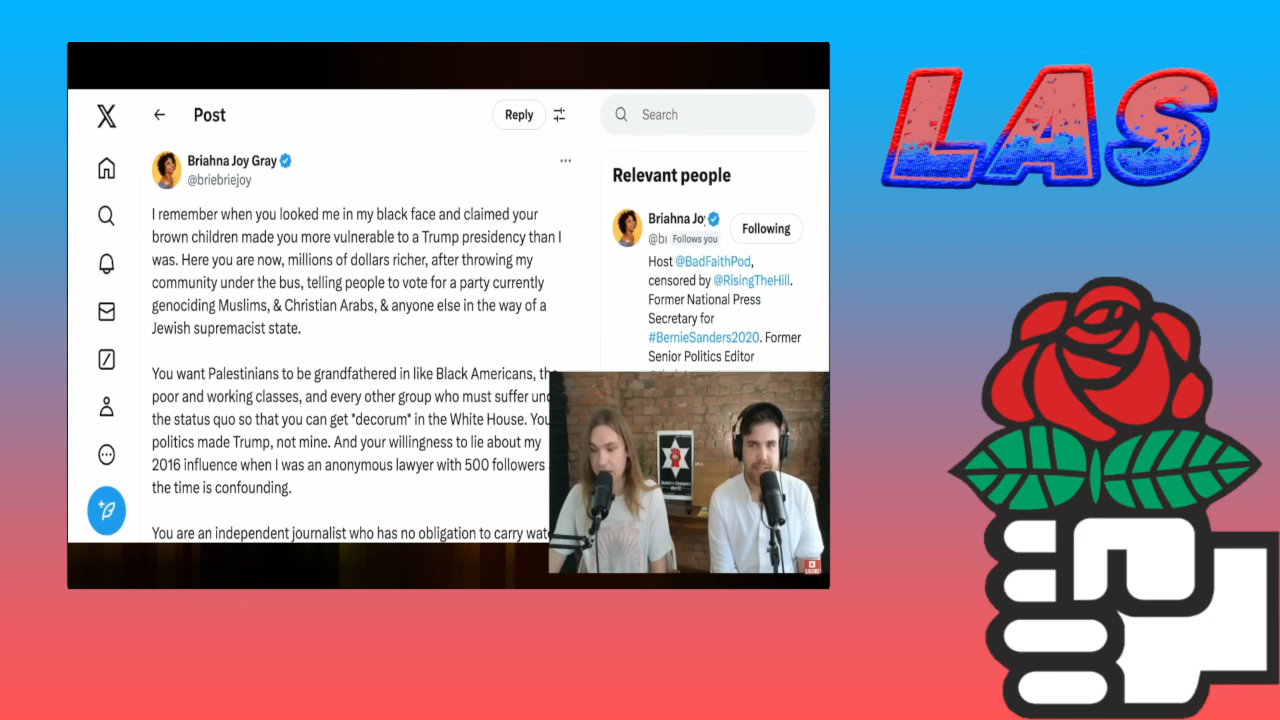 LAS
Post
Reply
Search
Briahna Joy Gray
@briebriejoy
I remember when you looked me in my black face and claimed your
brown children made you more vulnerable to a Trump presidency than I
was. Here you are now, millions of dollars richer, after throwing my
community under the bus, telling people to vote for a party currently
genociding Muslims, & Christian Arabs, & anyone else in the way of a
Jewish supremacist state.
You want Palestinians to be grandfathered in like Black Americans, the
poor and working classes, and every other group who must suffer und
the status quo so that you can get *decorum* in the White House. You
politics made Trump, not mine. And your willingness to lie about my
2016 influence when I was an anonymous lawyer with 500 followers
the time is confounding.
You are an independent journalist who has no obligation to carry wate
Relevant people
Briahna Jo
Following
@bi Follows you
Host @BadFaithPod,
censored by @RisingTheHill.
Former National Press
Secretary for
#BernieSanders2020. Former
Senior Politics Editor